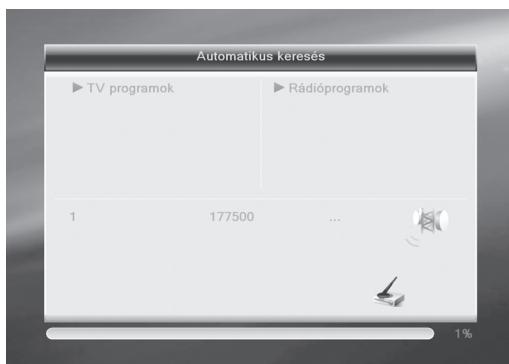 Automatikus keresés
TV programok
Rádióprogramok
1 177500 ...
1%